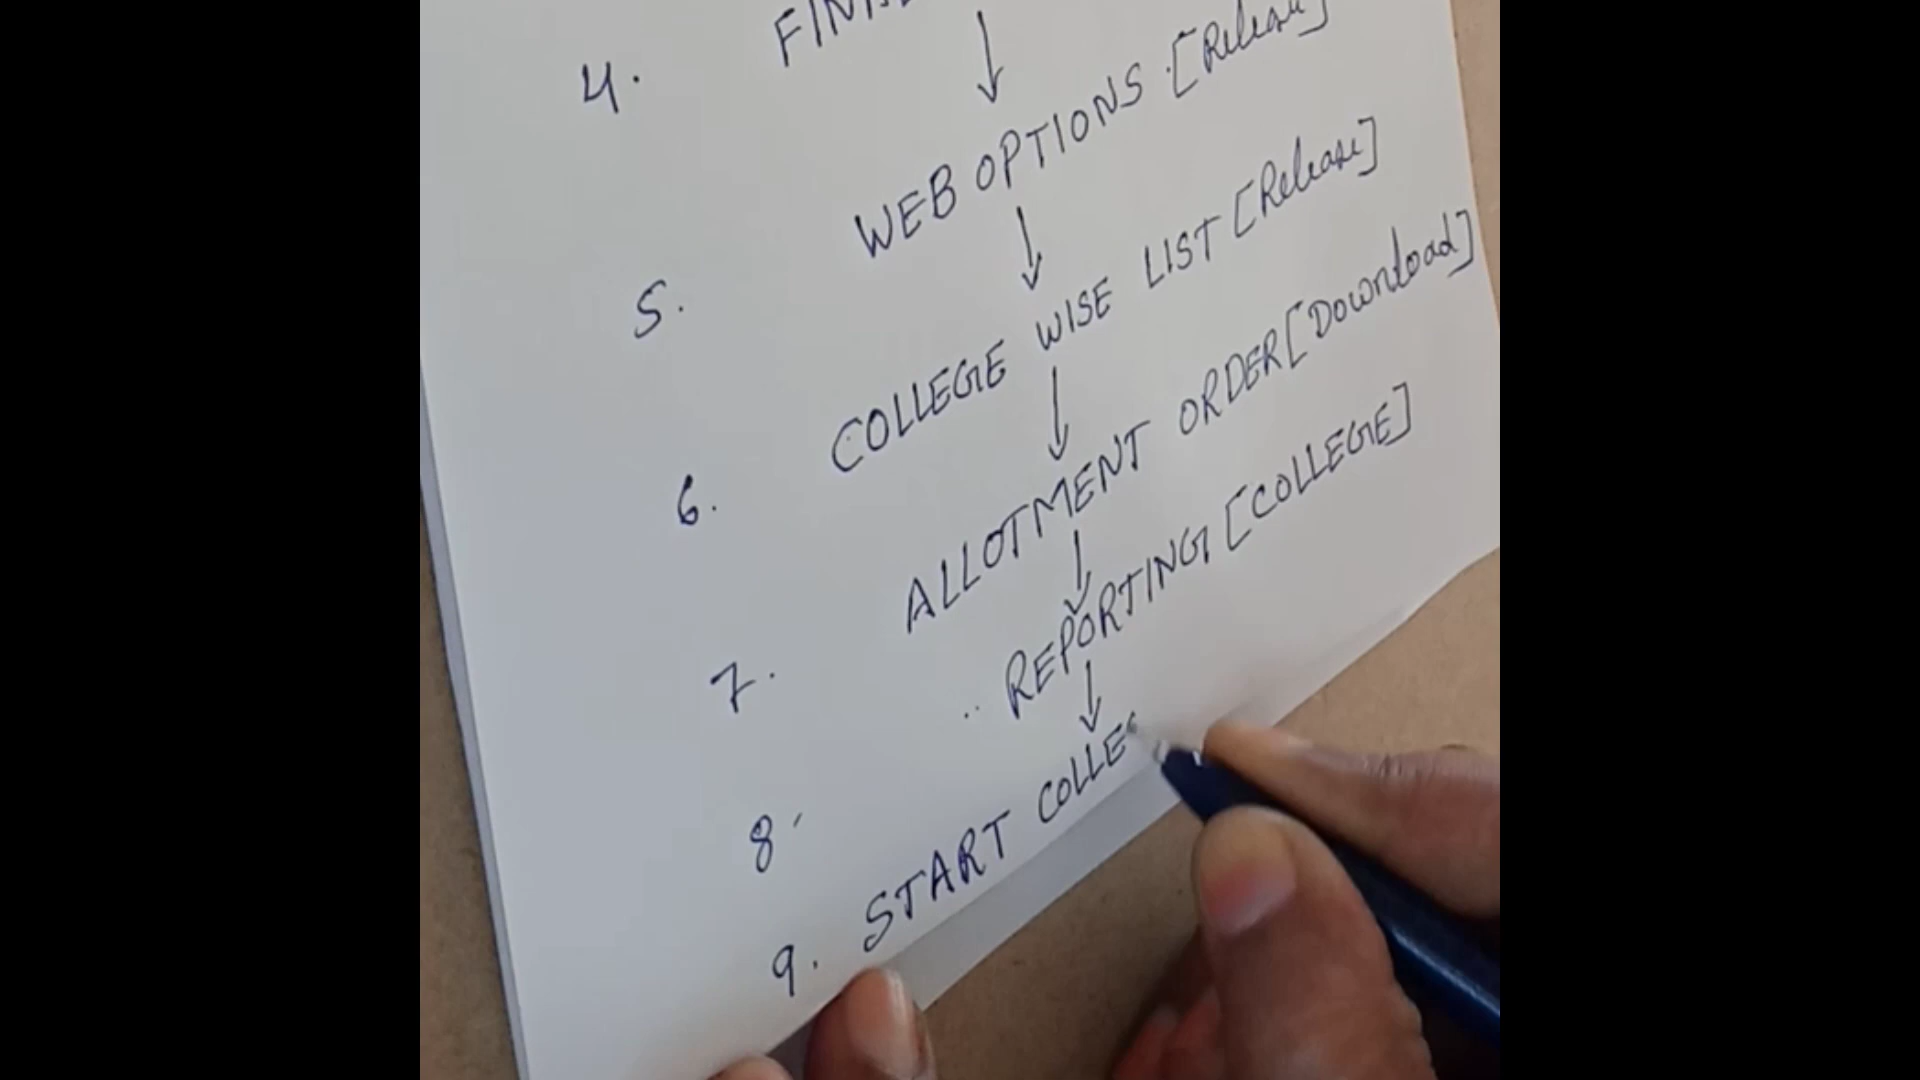 4.
5. WEB OPTIONS [Release]
6. COLLEGE WISE LIST [Release]
7. ALLOTMENT ORDER [Download]
8. REPORTING [COLLEGE]
9. START COLLE